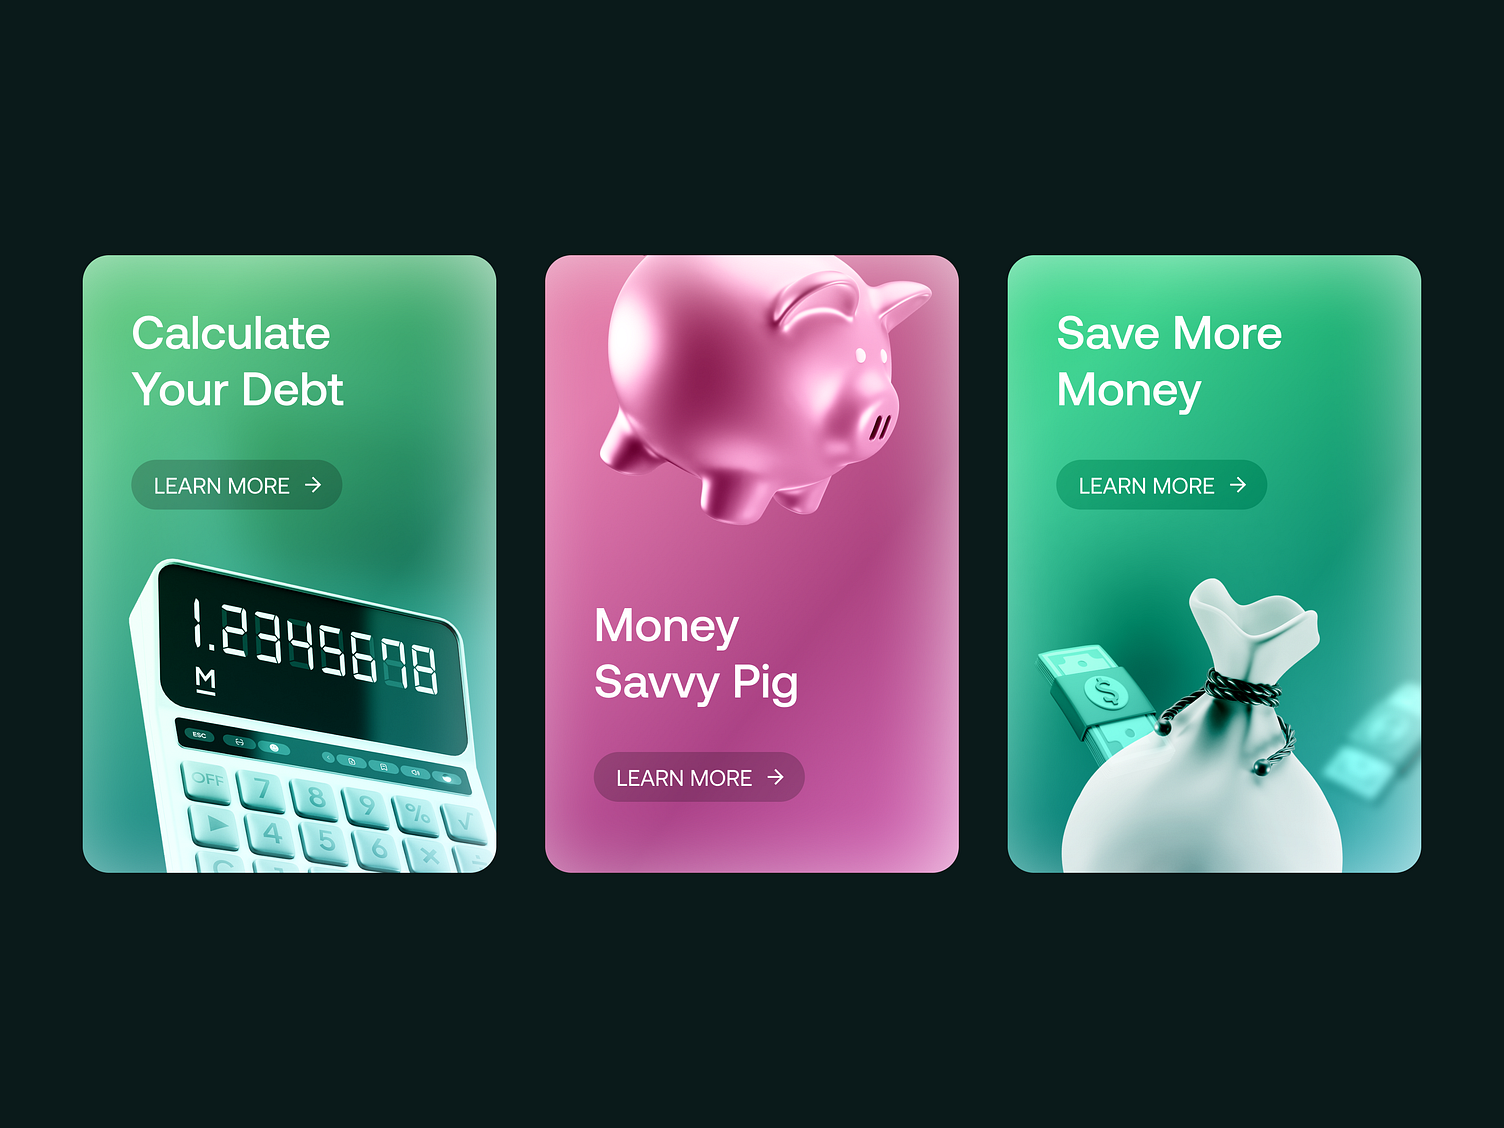 Calculate
Your Debt
LEARN MORE →
1.2345678
M
ESC
OFF 7 8 9 % √
4 5 6 ×
C
Money
Savvy Pig
LEARN MORE →
Save More
Money
LEARN MORE →
$